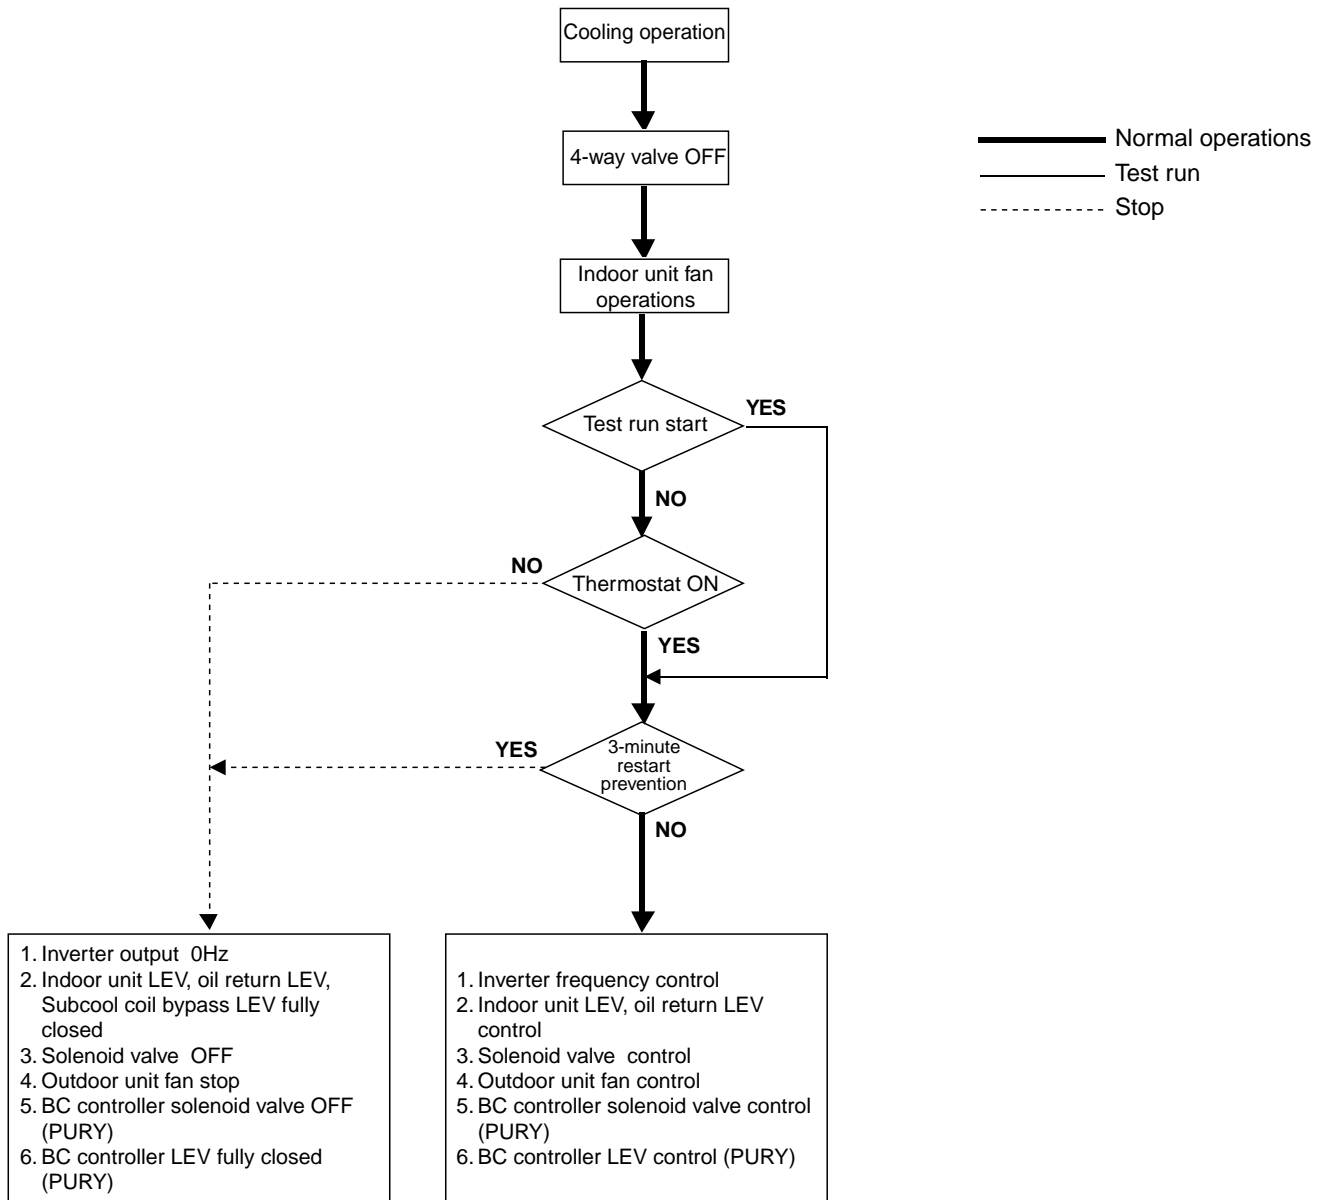 Cooling operation
4-way valve OFF
Normal operations
Test run
Stop
Indoor unit fan
operations
Test run start
YES
NO
Thermostat ON
NO
YES
3-minute
restart
prevention
YES
NO
1. Inverter output 0Hz
2. Indoor unit LEV, oil return LEV,
Subcool coil bypass LEV fully
closed
3. Solenoid valve OFF
4. Outdoor unit fan stop
5. BC controller solenoid valve OFF
(PURY)
6. BC controller LEV fully closed
(PURY)
1. Inverter frequency control
2. Indoor unit LEV, oil return LEV
control
3. Solenoid valve control
4. Outdoor unit fan control
5. BC controller solenoid valve control
(PURY)
6. BC controller LEV control (PURY)